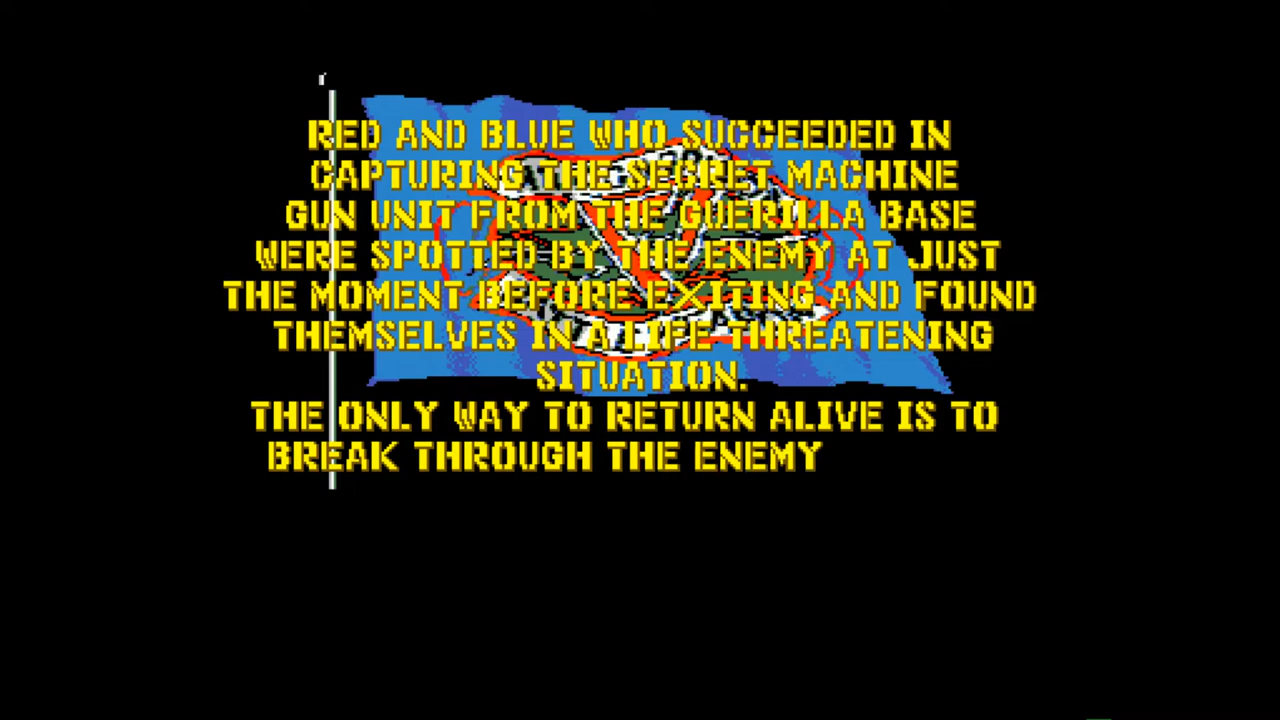 RED AND BLUE WHO SUCCEEDED IN
CAPTURING THE SECRET MACHINE
GUN UNIT FROM THE GUERILLA BASE
WERE SPOTTED BY THE ENEMY AT JUST
THE MOMENT BEFORE EXITING AND FOUND
THEMSELVES IN A LIFE THREATENING
SITUATION.
THE ONLY WAY TO RETURN ALIVE IS TO
BREAK THROUGH THE ENEMY